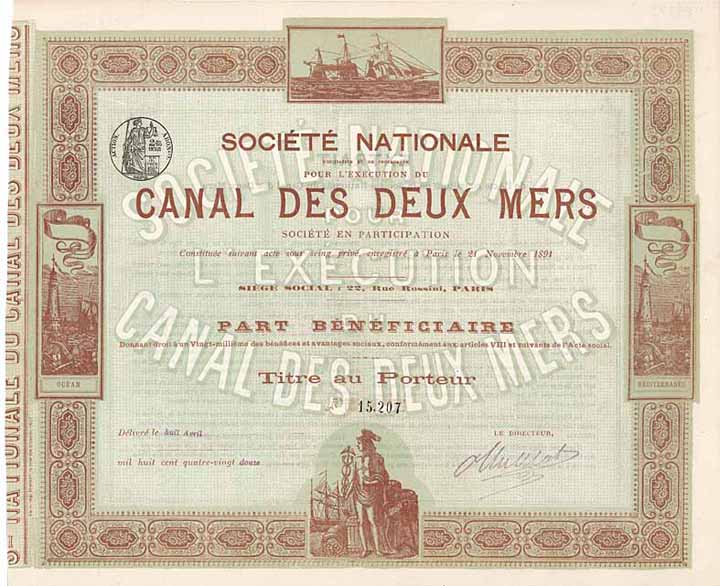 SOCIÉTÉ NATIONALE
POUR L'EXÉCUTION DU
CANAL DES DEUX MERS
SOCIÉTÉ EN PARTICIPATION
Constituée suivant acte sous seing privé, enregistré à Paris le 21 Novembre 1891
SIÈGE SOCIAL : 22, Rue Rossini, PARIS
PART BÉNÉFICIAIRE
Donnant droit à un Vingt-millième des bénéfices et avantages sociaux, conformément aux articles VIII et suivants de l'Acte social.
Titre au Porteur
15.207
Délivré le huit Avril
mil huit cent quatre-vingt douze
LE DIRECTEUR,
OCÉAN
MÉDITERRANÉE
SOCIÉTÉ NATIONALE
POUR
L'EXÉCUTION
DU
CANAL DES DEUX MERS
NATIONALE DU CANAL DES DEUX MERS